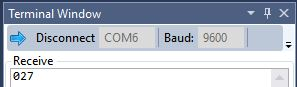 Terminal Window
Disconnect COM6 Baud: 9600
Receive
027